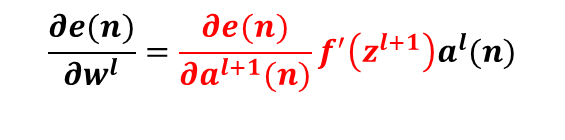 ∂e(n)/∂w^l = ∂e(n)/∂a^{l+1}(n) f'(z^{l+1})a^l(n)